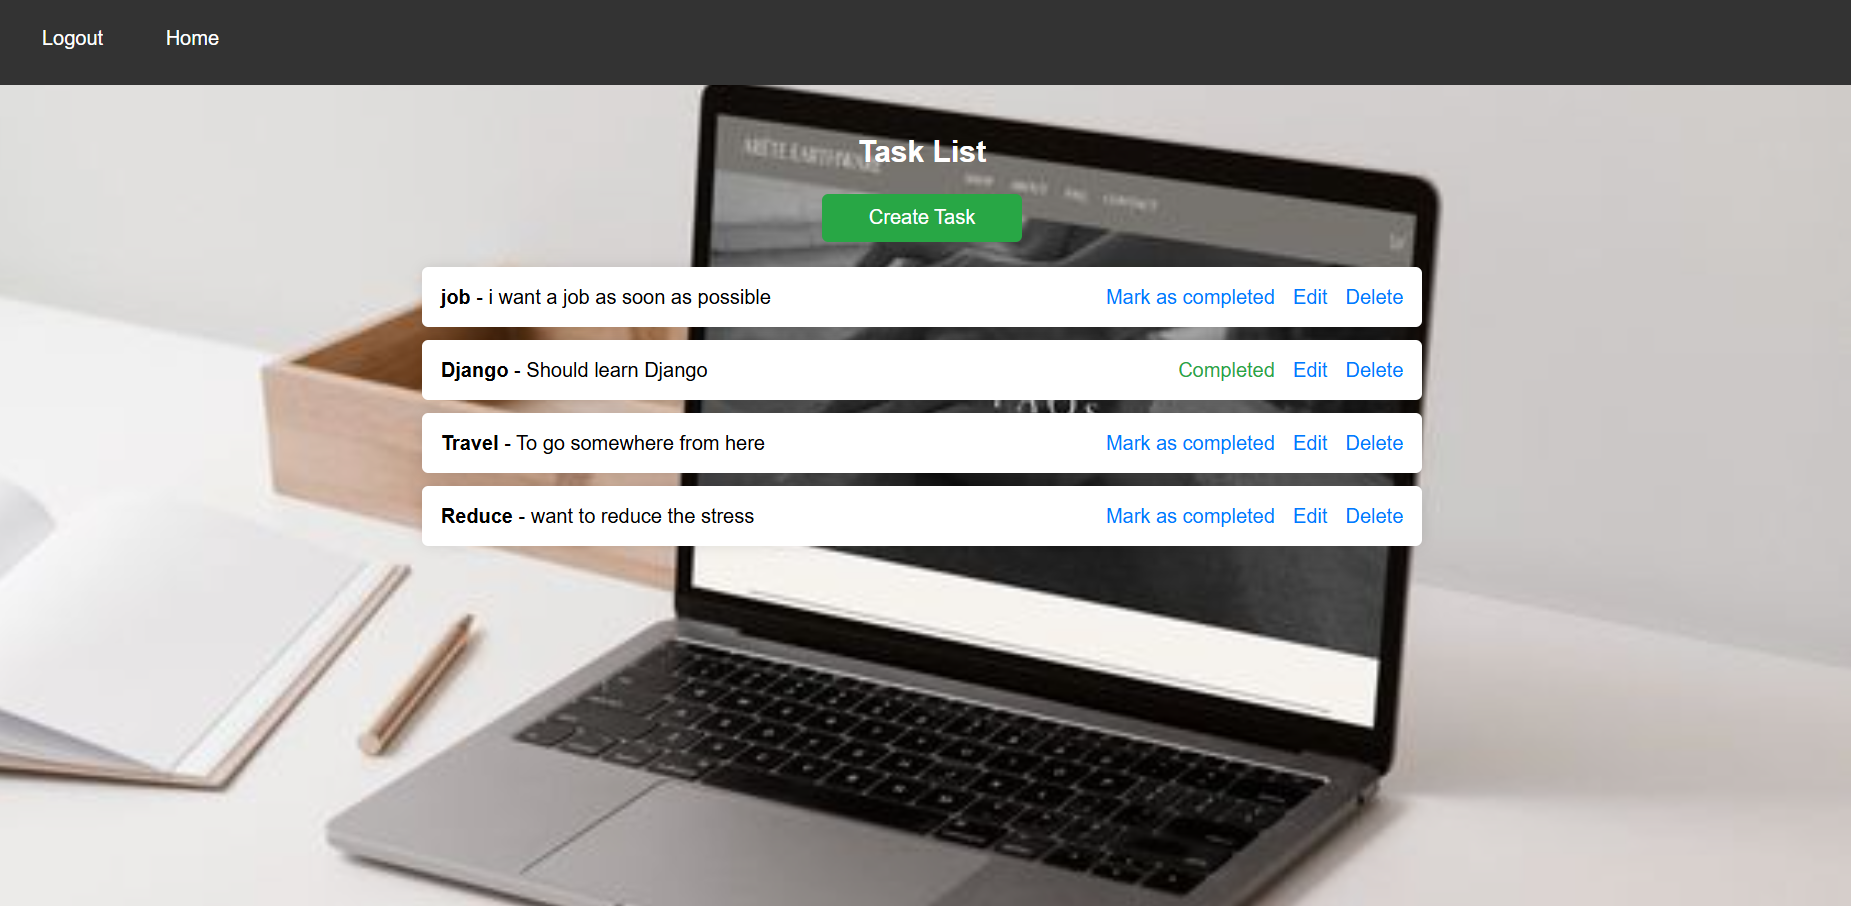 Logout Home
Task List
Create Task
job - i want a job as soon as possible Mark as completed Edit Delete
Django - Should learn Django Completed Edit Delete
Travel - To go somewhere from here Mark as completed Edit Delete
Reduce - want to reduce the stress Mark as completed Edit Delete